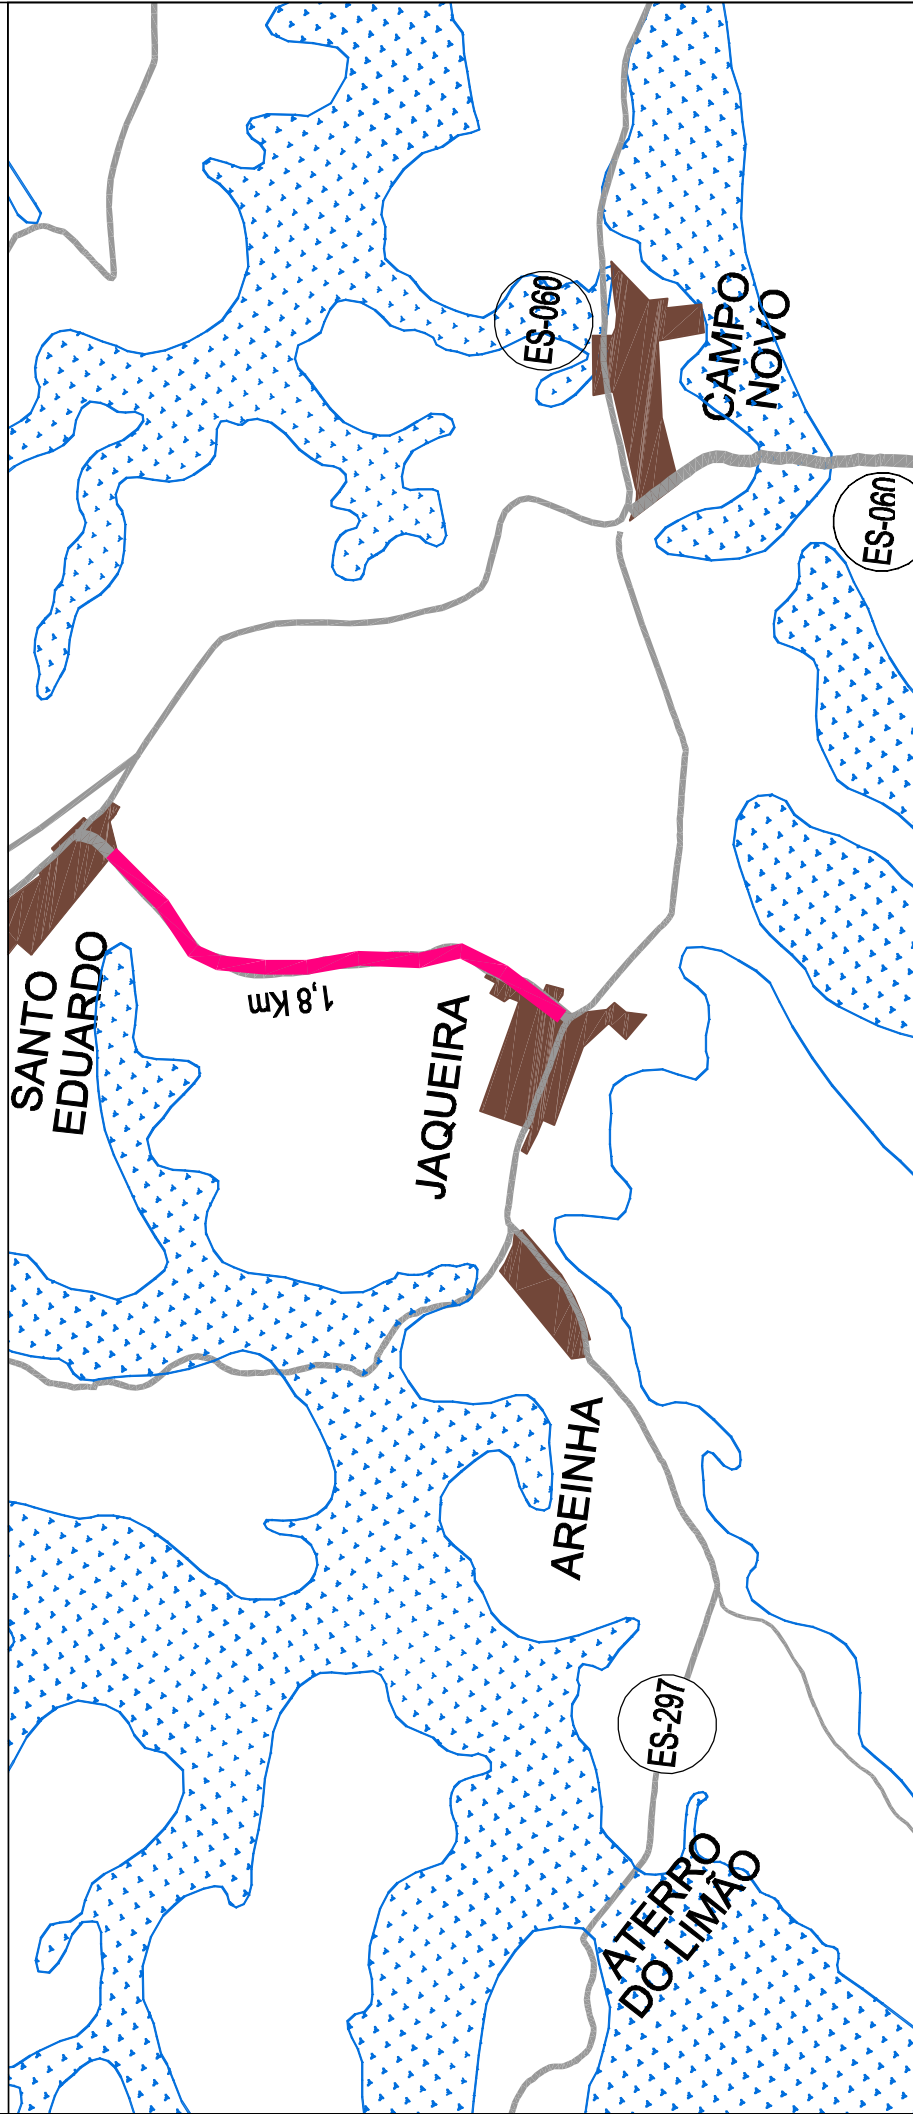 ES-060
CAMPO
NOVO
ES-060
SANTO
EDUARDO
1,8 Km
JAQUEIRA
AREINHA
ES-297
ATERRO
DO LIMÃO